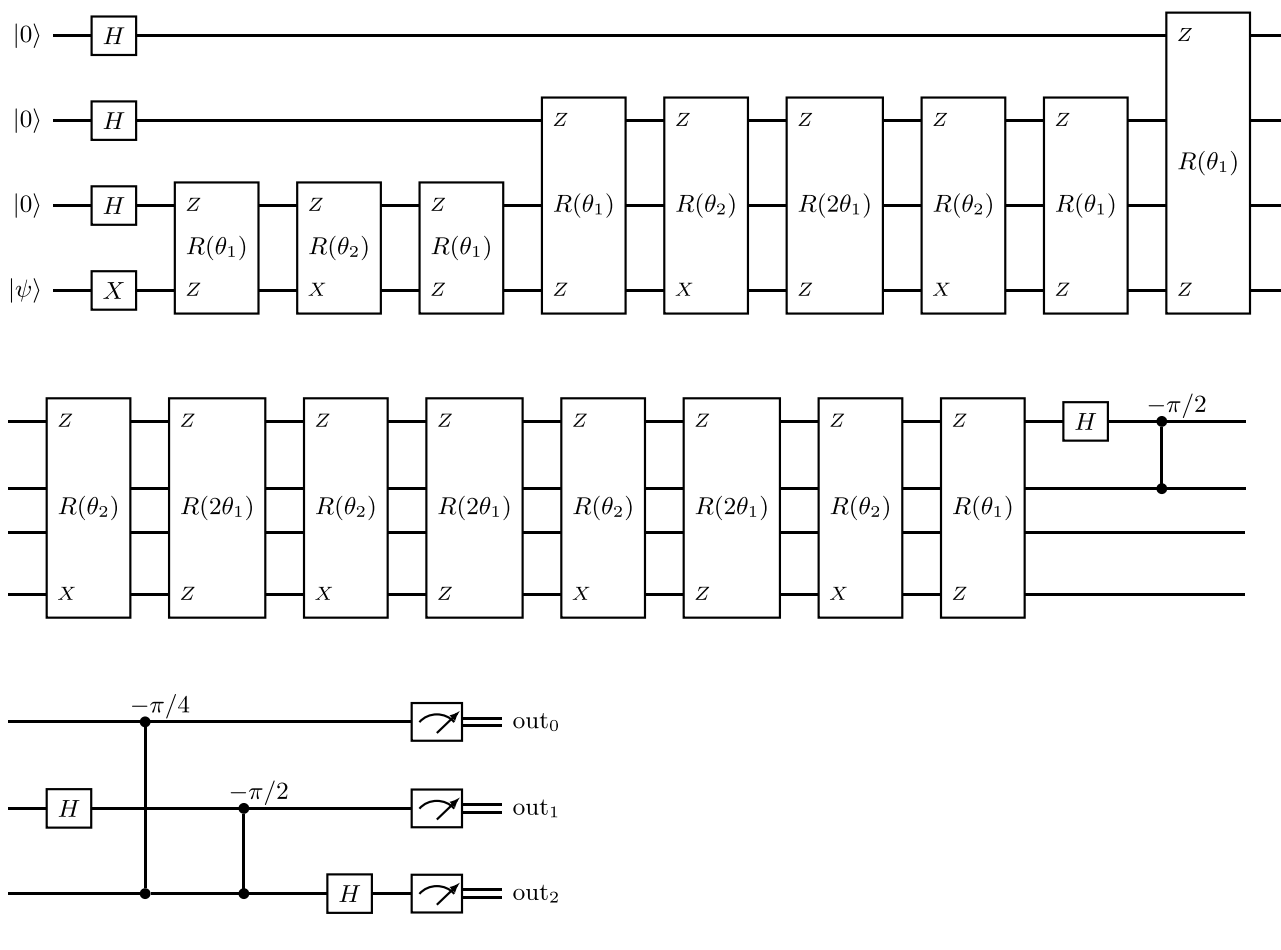 |0⟩ H Z
|0⟩ H Z Z Z Z Z
R(θ₁)
|0⟩ H Z Z Z R(θ₁) R(θ₂) R(2θ₁) R(θ₂) R(θ₁)
R(θ₁) R(θ₂) R(θ₁)
|ψ⟩ X Z X Z Z X Z X Z Z
−π/2
Z Z Z Z Z Z Z Z H
R(θ₂) R(2θ₁) R(θ₂) R(2θ₁) R(θ₂) R(2θ₁) R(θ₂) R(θ₁)
X Z X Z X Z X Z
−π/4
out₀
−π/2
H out₁
H out₂